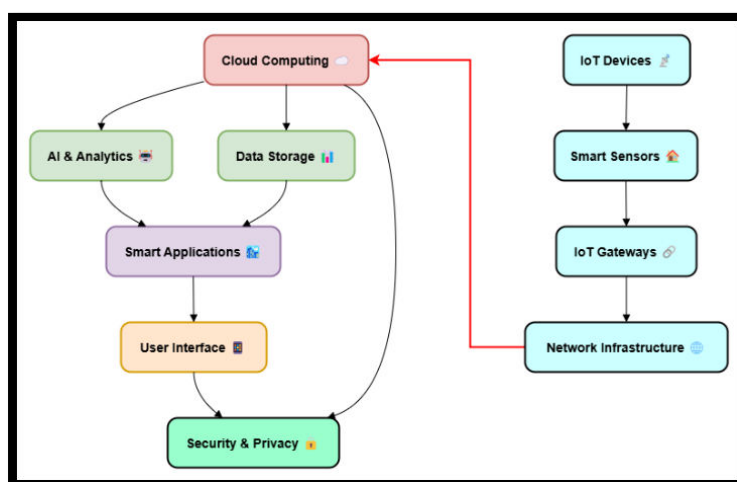 Cloud Computing ☁️
IoT Devices
AI & Analytics
Data Storage 📊
Smart Sensors 🏠
Smart Applications
IoT Gateways 🔗
User Interface
Network Infrastructure 🌐
Security & Privacy 🔒